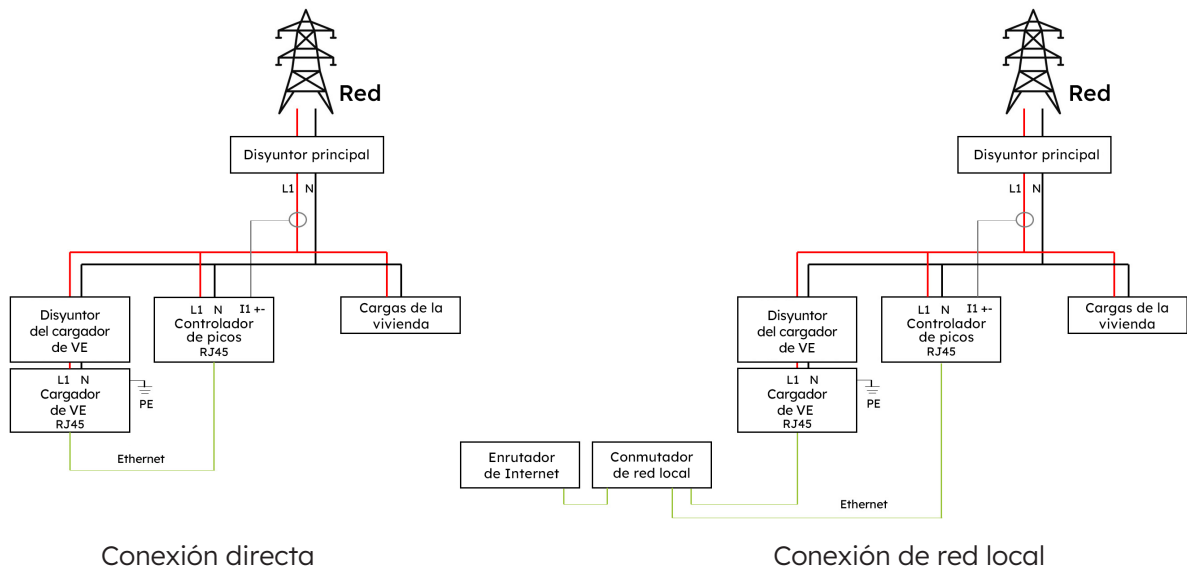 Red
Disyuntor principal
L1 N
Disyuntor
del cargador
de VE
L1 N I1 +-
Controlador
de picos
RJ45
Cargas de la
vivienda
L1 N
Cargador
de VE
RJ45
PE
Ethernet
Conexión directa
Red
Disyuntor principal
L1 N
Disyuntor
del cargador
de VE
L1 N I1 +-
Controlador
de picos
RJ45
Cargas de la
vivienda
L1 N
Cargador
de VE
RJ45
PE
Enrutador
de Internet
Conmutador
de red local
Ethernet
Conexión de red local